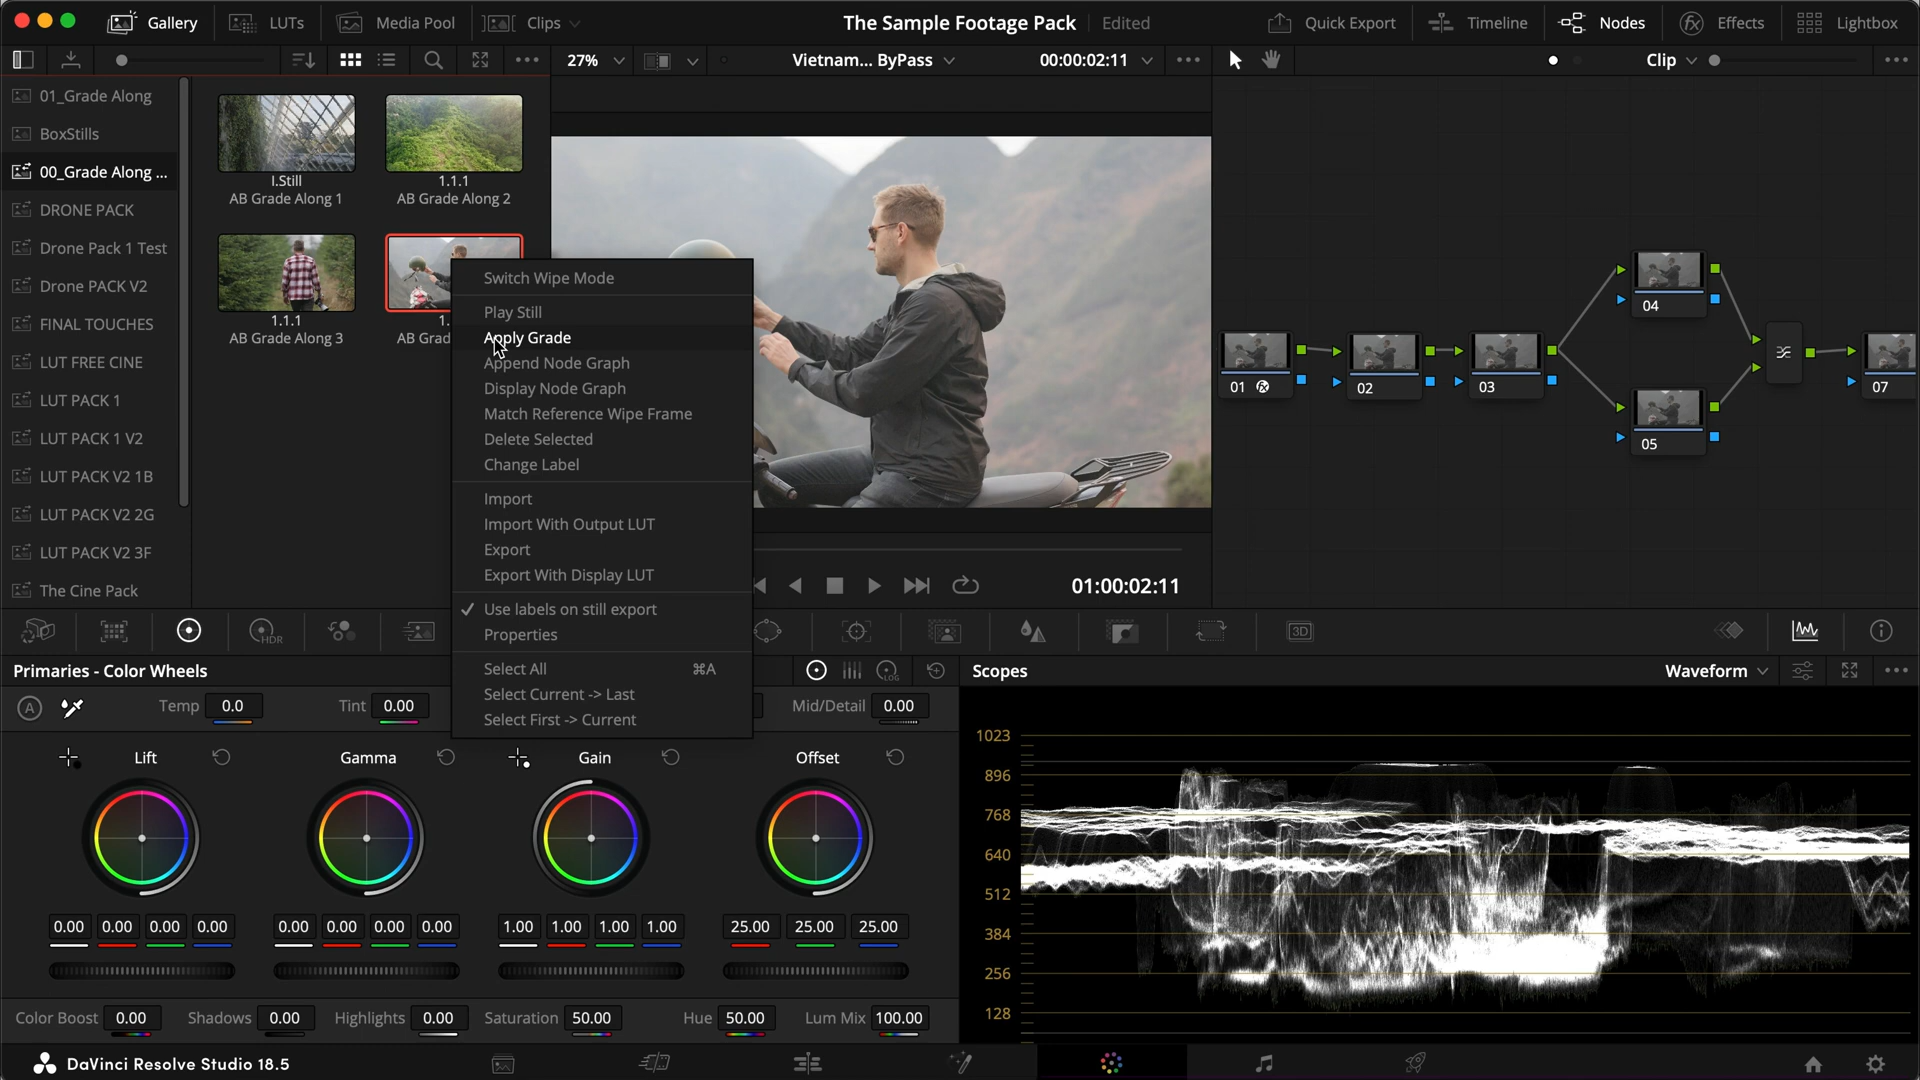 Gallery
LUTs
Media Pool
Clips
The Sample Footage Pack
Edited
Quick Export
Timeline
fx Effects
Nodes
Lightbox
27%
Vietnam... ByPass
00:00:02:11
Clip
01_Grade Along
BoxStills
00_Grade Along ...
DRONE PACK
Drone Pack 1 Test
Drone PACK V2
FINAL TOUCHES
LUT FREE CINE
LUT PACK 1
LUT PACK 1 V2
LUT PACK V2 1B
LUT PACK V2 2G
LUT PACK V2 3F
The Cine Pack
I.Still
AB Grade Along 1
1.1.1
AB Grade Along 2
1.1.1
AB Grade Along 3
1.
AB Grad
Switch Wipe Mode
Play Still
Apply Grade
Append Node Graph
Display Node Graph
Match Reference Wipe Frame
Delete Selected
Change Label
Import
Import With Output LUT
Export
Export With Display LUT
Use labels on still export
Properties
Select All ⌘A
Select Current -> Last
Select First -> Current
01:00:02:11
01
02
03
04
05
07
HDR
3D
Primaries - Color Wheels
LOG
A
Temp 0.0
Tint 0.00
Mid/Detail 0.00
Lift
Gamma
Gain
Offset
0.00 0.00 0.00 0.00
0.00 0.00 0.00 0.00
1.00 1.00 1.00 1.00
25.00 25.00 25.00
Color Boost 0.00
Shadows 0.00
Highlights 0.00
Saturation 50.00
Hue 50.00
Lum Mix 100.00
Scopes
Waveform
1023
896
768
640
512
384
256
128
DaVinci Resolve Studio 18.5